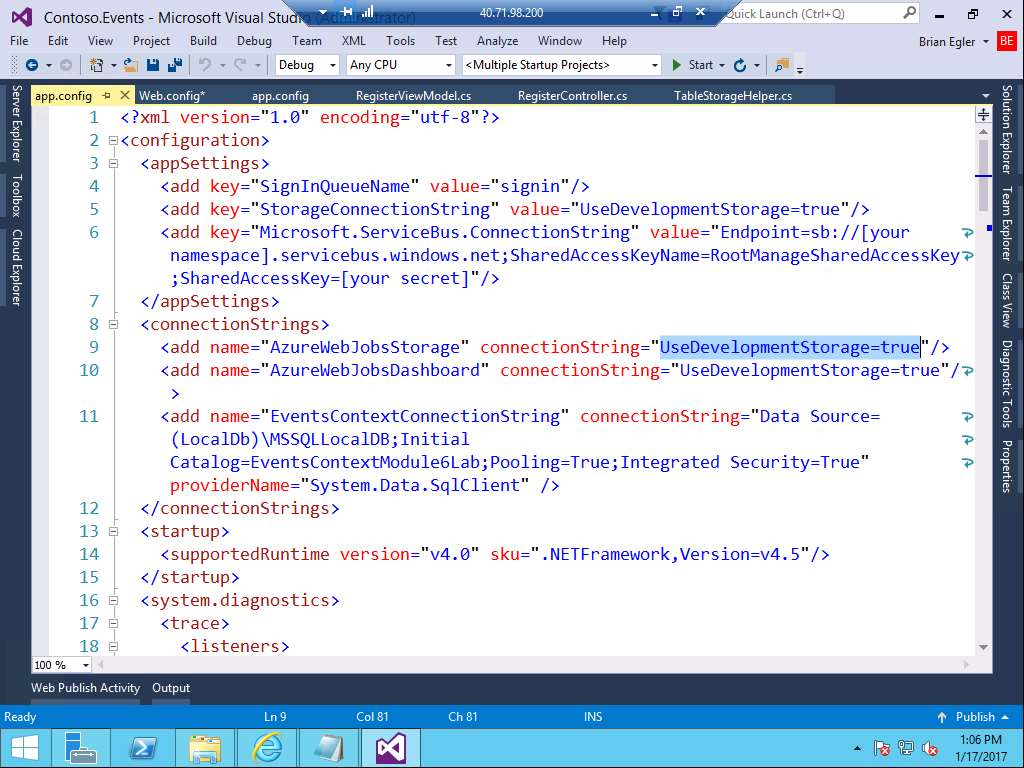 Contoso.Events - Microsoft Visual Studio (Administrator)
40.71.98.200
Quick Launch (Ctrl+Q)
File Edit View Project Build Debug Team XML Tools Test Analyze Window Help
Brian Egler BE
Debug Any CPU <Multiple Startup Projects> Start
app.config Web.config* app.config RegisterViewModel.cs RegisterController.cs TableStorageHelper.cs
Server Explorer
Toolbox
Cloud Explorer
1 <?xml version="1.0" encoding="utf-8"?>
2 <configuration>
3 <appSettings>
4 <add key="SignInQueueName" value="signin"/>
5 <add key="StorageConnectionString" value="UseDevelopmentStorage=true"/>
6 <add key="Microsoft.ServiceBus.ConnectionString" value="Endpoint=sb://[your
namespace].servicebus.windows.net;SharedAccessKeyName=RootManageSharedAccessKey
;SharedAccessKey=[your secret]"/>
7 </appSettings>
8 <connectionStrings>
9 <add name="AzureWebJobsStorage" connectionString="UseDevelopmentStorage=true"/>
10 <add name="AzureWebJobsDashboard" connectionString="UseDevelopmentStorage=true"/
>
11 <add name="EventsContextConnectionString" connectionString="Data Source=
(LocalDb)\MSSQLLocalDB;Initial
Catalog=EventsContextModule6Lab;Pooling=True;Integrated Security=True"
providerName="System.Data.SqlClient" />
12 </connectionStrings>
13 <startup>
14 <supportedRuntime version="v4.0" sku=".NETFramework,Version=v4.5"/>
15 </startup>
16 <system.diagnostics>
17 <trace>
18 <listeners>
Solution Explorer
Team Explorer
Class View
Diagnostic Tools
Properties
100 %
Web Publish Activity Output
Ready Ln 9 Col 81 Ch 81 INS Publish
1:06 PM
1/17/2017